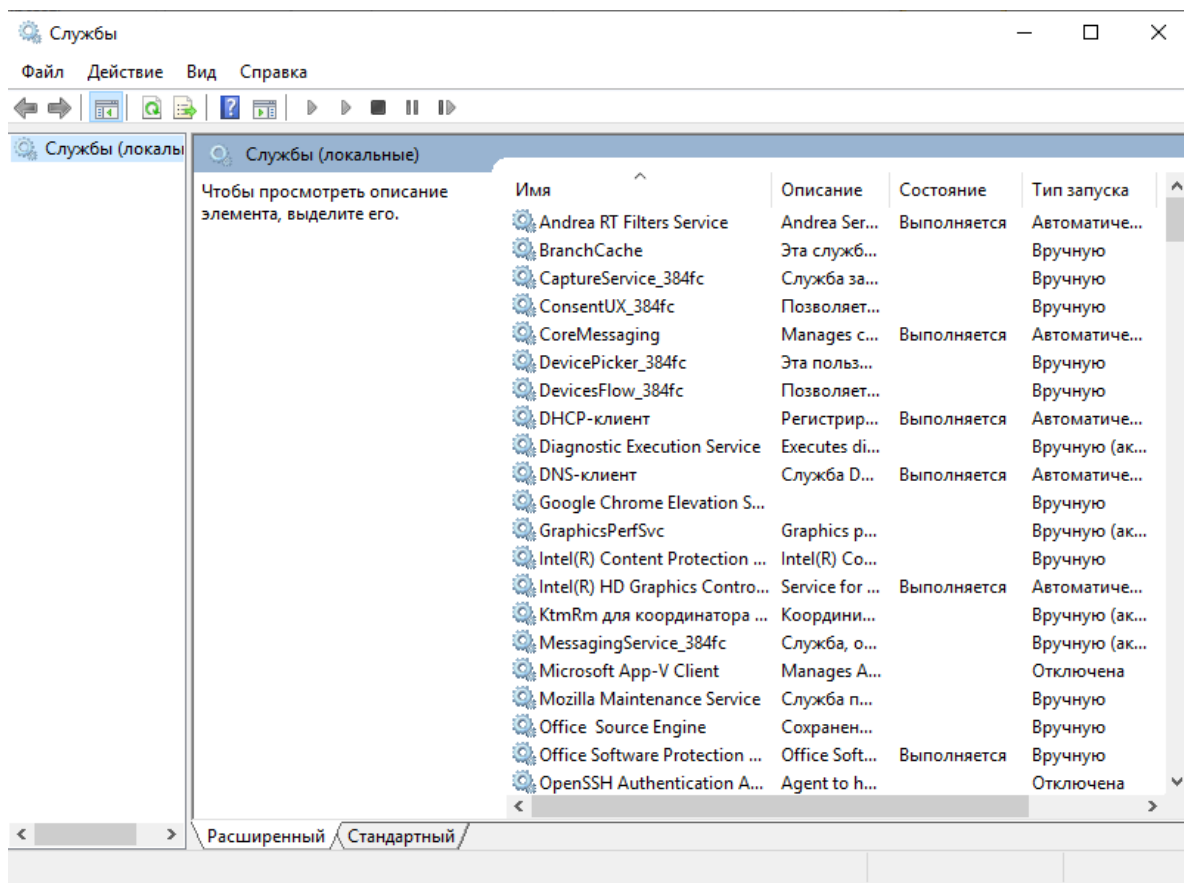 Службы
Файл Действие Вид Справка
Службы (локалы
Службы (локальные)
Чтобы просмотреть описание
элемента, выделите его.
Имя Описание Состояние Тип запуска
Andrea RT Filters Service Andrea Ser... Выполняется Автоматиче...
BranchCache Эта служб... Вручную
CaptureService_384fc Служба за... Вручную
ConsentUX_384fc Позволяет... Вручную
CoreMessaging Manages c... Выполняется Автоматиче...
DevicePicker_384fc Эта польз... Вручную
DevicesFlow_384fc Позволяет... Вручную
DHCP-клиент Регистрир... Выполняется Автоматиче...
Diagnostic Execution Service Executes di... Вручную (ак...
DNS-клиент Служба D... Выполняется Автоматиче...
Google Chrome Elevation S... Вручную
GraphicsPerfSvc Graphics p... Вручную (ак...
Intel(R) Content Protection ... Intel(R) Co... Вручную
Intel(R) HD Graphics Contro... Service for ... Выполняется Автоматиче...
KtmRm для координатора ... Координи... Вручную (ак...
MessagingService_384fc Служба, о... Вручную (ак...
Microsoft App-V Client Manages A... Отключена
Mozilla Maintenance Service Служба п... Вручную
Office  Source Engine Сохранен... Вручную
Office Software Protection ... Office Soft... Выполняется Вручную
OpenSSH Authentication A... Agent to h... Отключена
Расширенный Стандартный